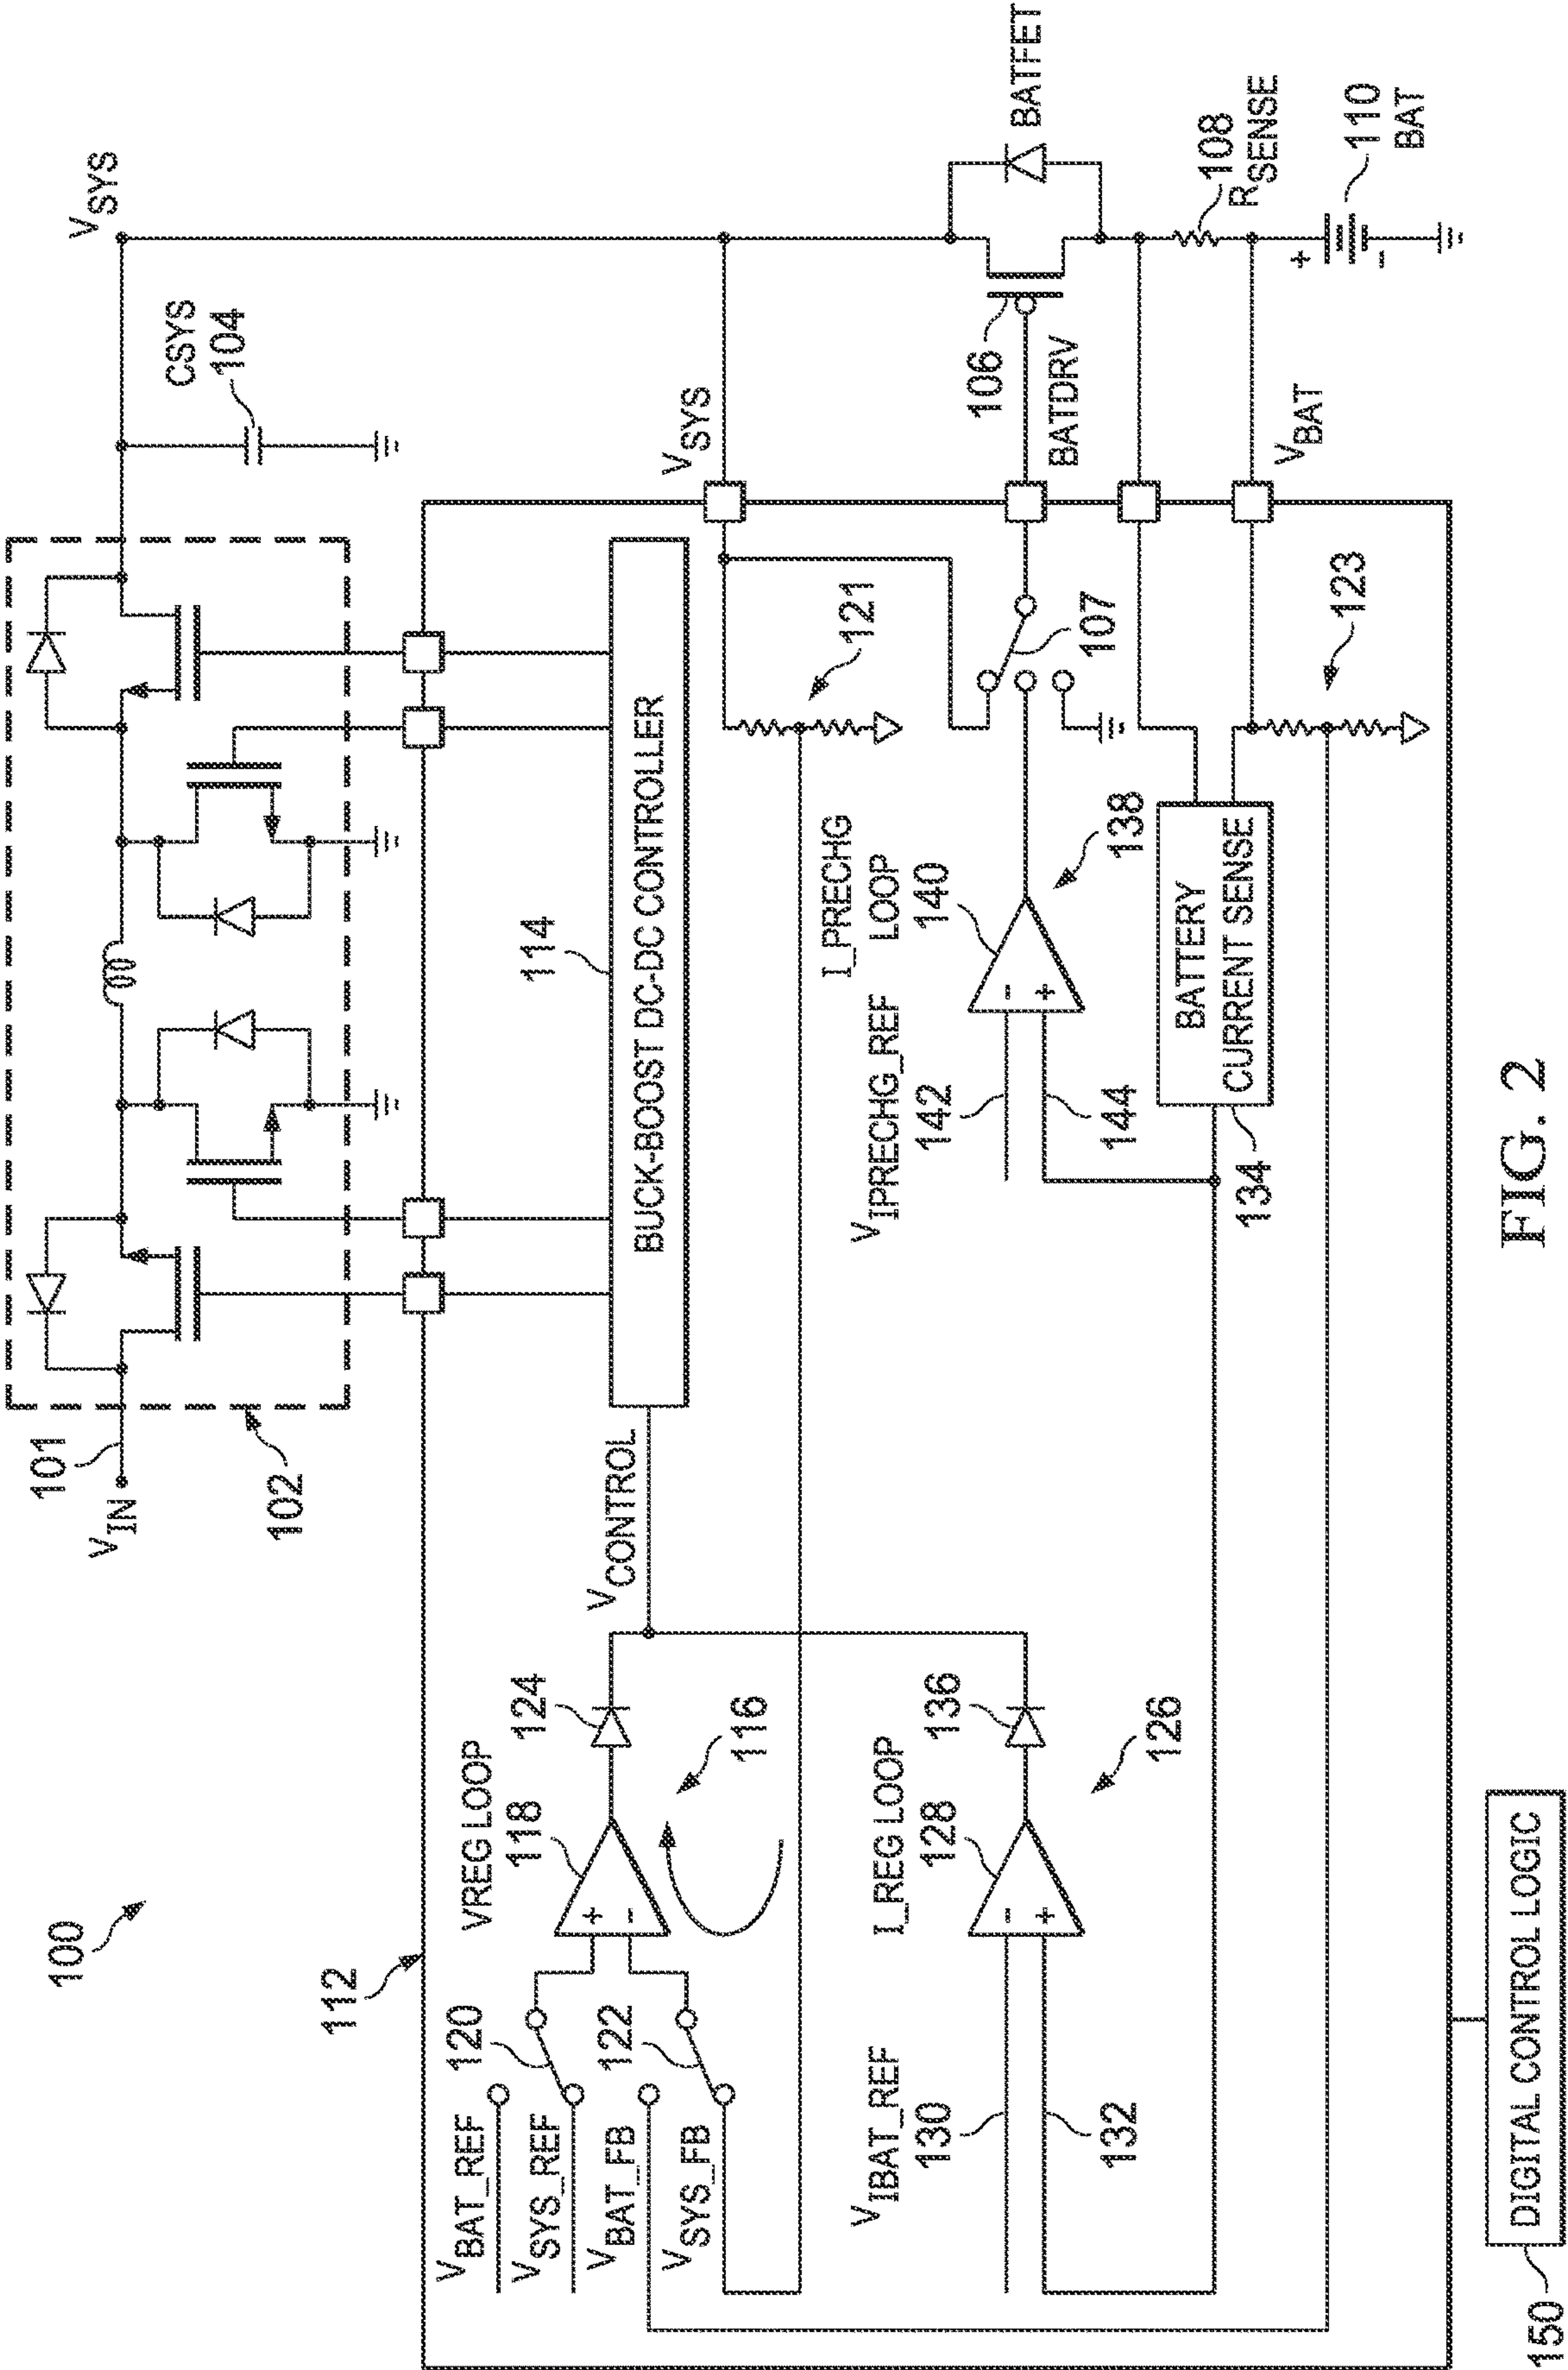 100
V_IN
101
102
V_SYS
CSYS
104
112
114
BUCK-BOOST DC-DC CONTROLLER
V_CONTROL
VREG LOOP
118
124
116
120
122
V_BAT_REF
V_SYS_REF
V_BAT_FB
V_SYS_FB
+
-
I_REG LOOP
128
136
126
V_IBAT_REF
130
132
-
+
V_SYS
121
I_PRECHG
LOOP
V_IPRECHG_REF
142
144
140
138
-
+
107
106
BATDRV
BATFET
108
R_SENSE
110
BAT
+
-
V_BAT
123
BATTERY
CURRENT SENSE
134
150
DIGITAL CONTROL LOGIC
FIG. 2